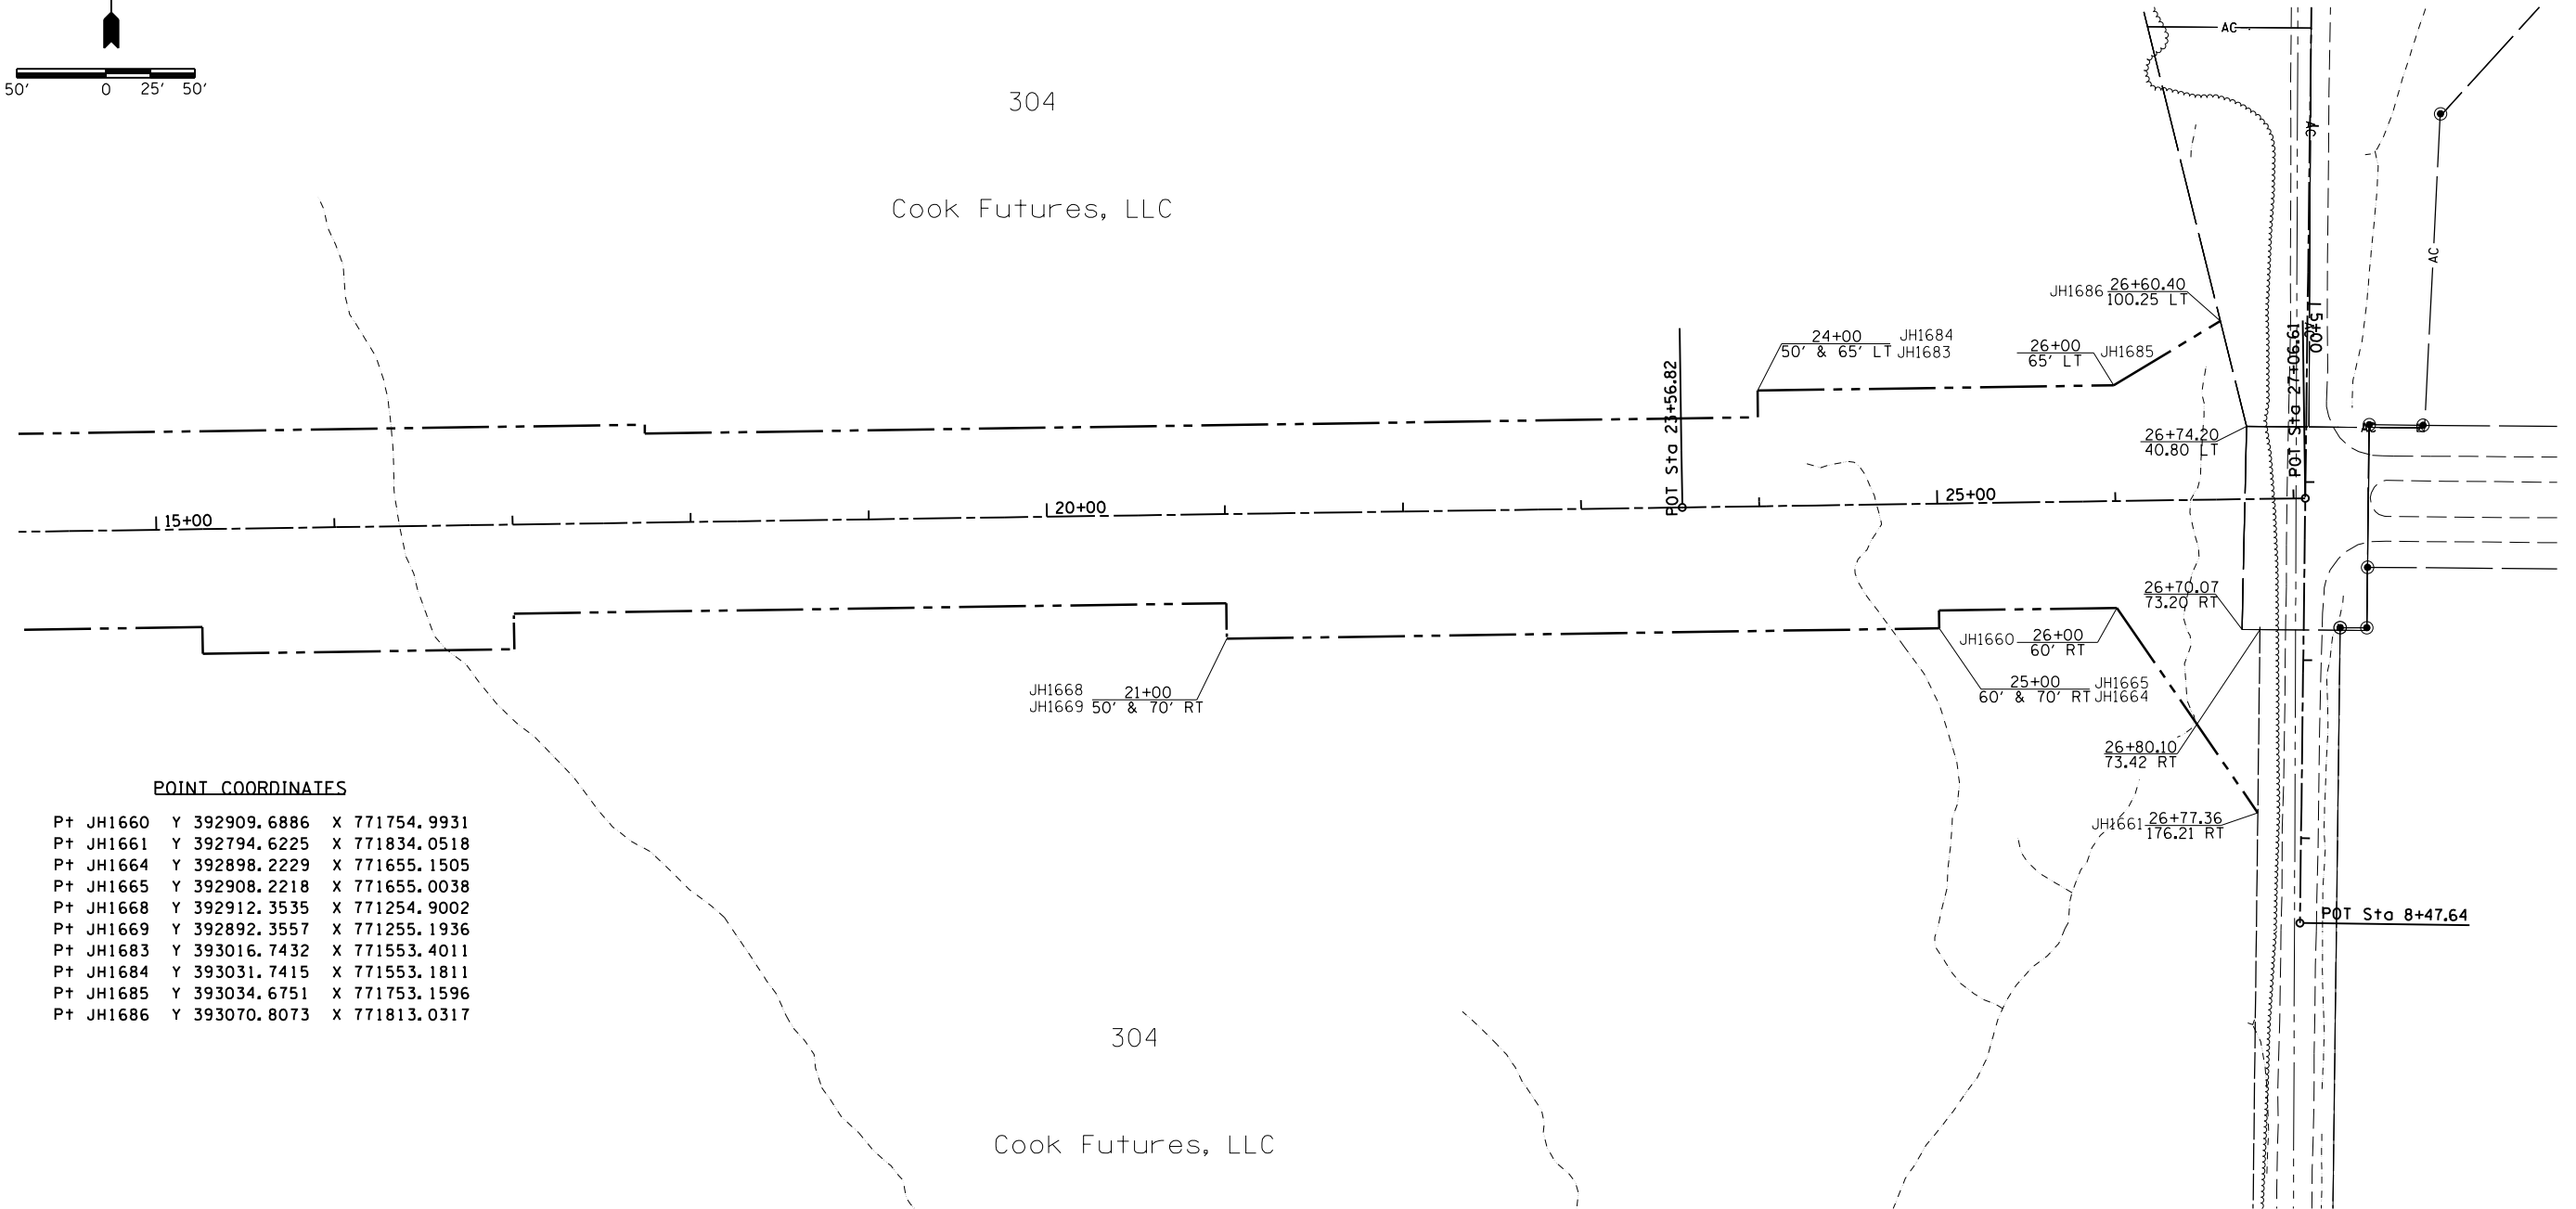 50' 0 25' 50'
304
Cook Futures, LLC
AC
AC
AC
JH1686 26+60.40
100.25 LT
24+00 JH1684
50' & 65' LT JH1683
26+00 JH1685
65' LT
POT Sta 23+56.82
POT Sta 27+06.61
5+00
26+74.20
40.80 LT
15+00
20+00
25+00
26+70.07
73.20 RT
JH1660 26+00
60' RT
25+00 JH1665
60' & 70' RT JH1664
JH1668 21+00
JH1669 50' & 70' RT
26+80.10
73.42 RT
JH1661 26+77.36
176.21 RT
POT Sta 8+47.64
POINT COORDINATES
Pt JH1660 Y 392909.6886 X 771754.9931
Pt JH1661 Y 392794.6225 X 771834.0518
Pt JH1664 Y 392898.2229 X 771655.1505
Pt JH1665 Y 392908.2218 X 771655.0038
Pt JH1668 Y 392912.3535 X 771254.9002
Pt JH1669 Y 392892.3557 X 771255.1936
Pt JH1683 Y 393016.7432 X 771553.4011
Pt JH1684 Y 393031.7415 X 771553.1811
Pt JH1685 Y 393034.6751 X 771753.1596
Pt JH1686 Y 393070.8073 X 771813.0317
304
Cook Futures, LLC